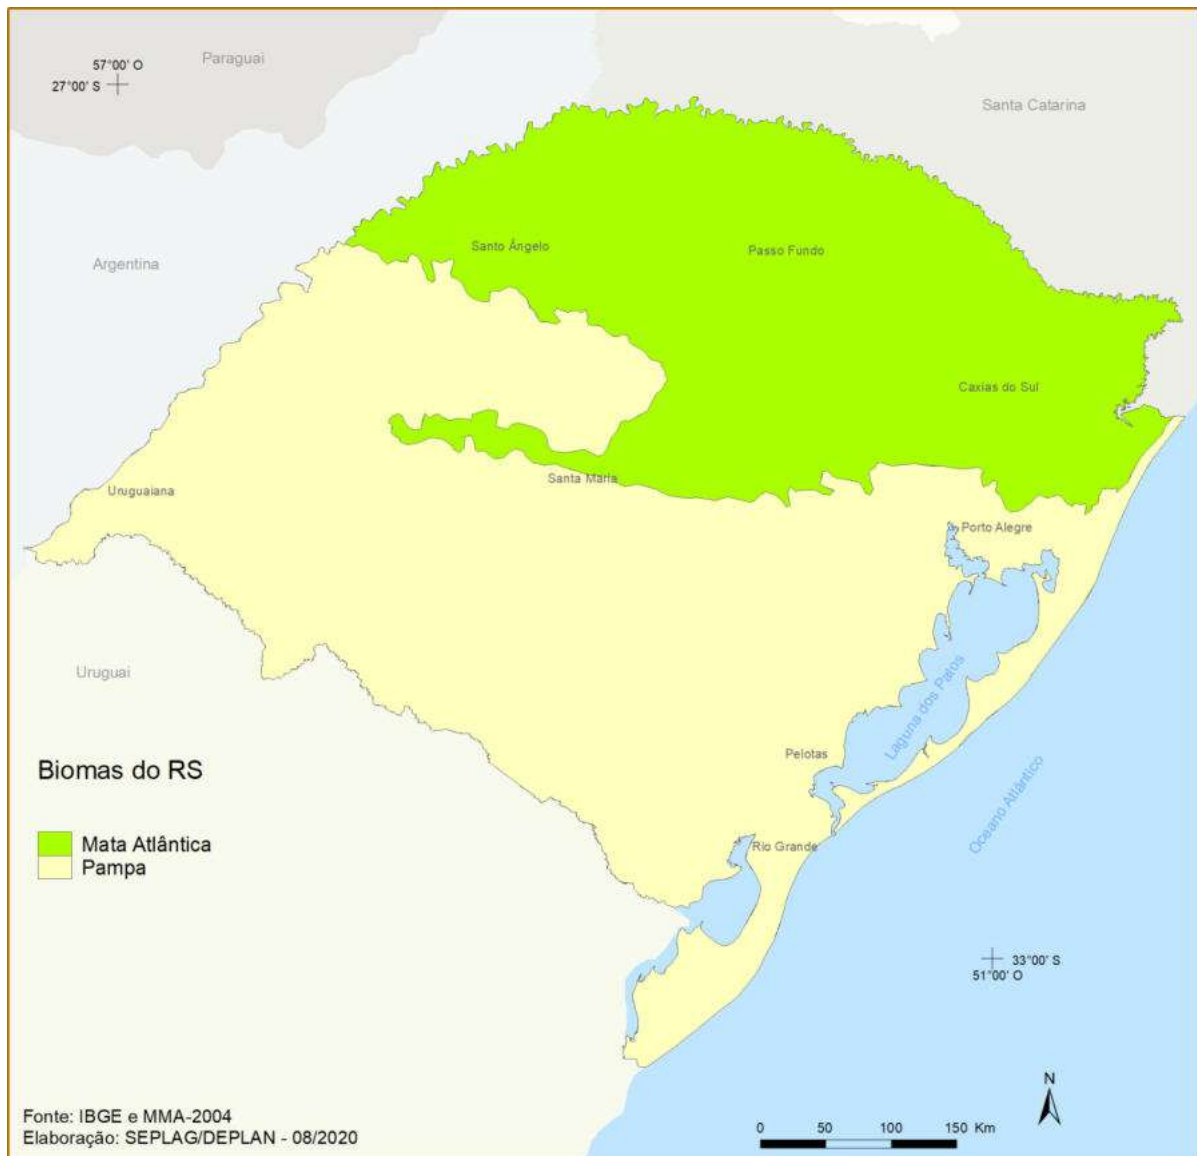 Paraguai
57°00' O
27°00' S
Santa Catarina
Santo Ângelo
Passo Fundo
Argentina
Caxias do Sul
Santa Maria
Uruguaiana
Porto Alegre
Uruguai
Laguna dos Patos
Pelotas
Oceano Atlântico
Biomas do RS
Mata Atlântica
Pampa
Rio Grande
33°00' S
51°00' O
N
Fonte: IBGE e MMA-2004
Elaboração: SEPLAG/DEPLAN - 08/2020
0 50 100 150 Km